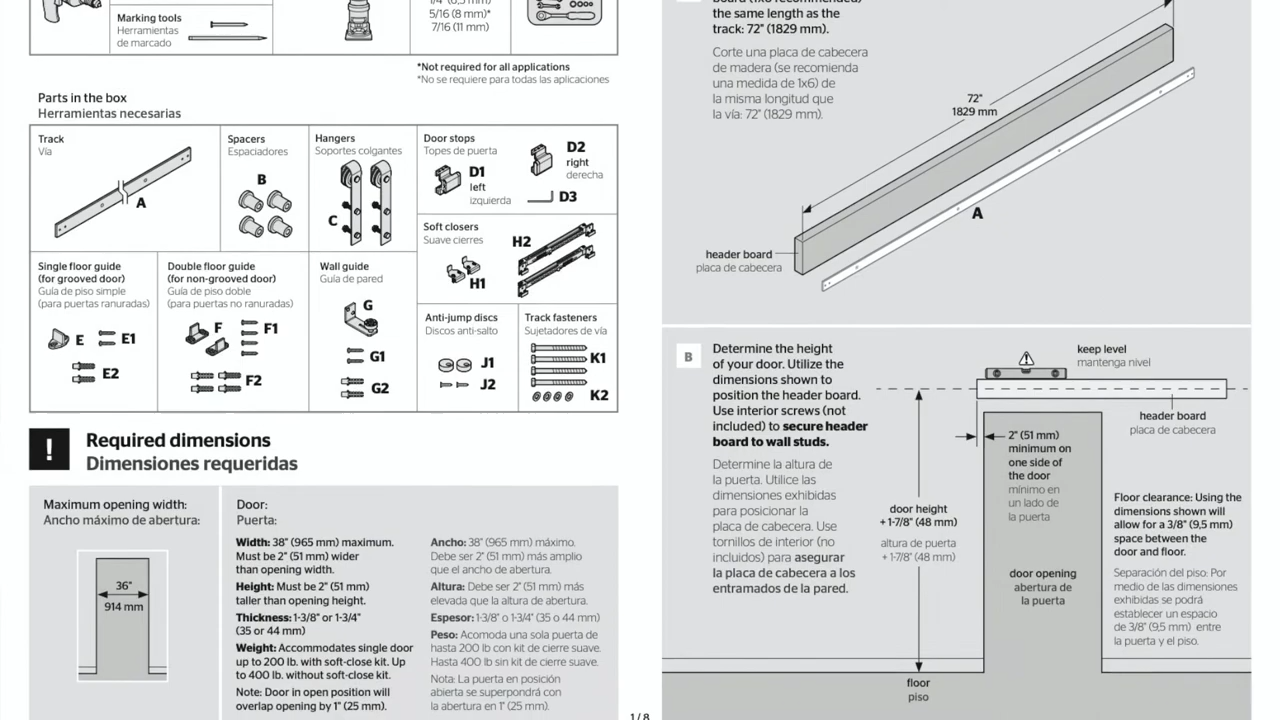 Marking tools
Herramientas
de marcado
1/4" (6,5 mm)
5/16 (8 mm)*
7/16 (11 mm)
*Not required for all applications
*No se requiere para todas las aplicaciones
Parts in the box
Herramientas necesarias
Track
Vía
A
Spacers
Espaciadores
B
Hangers
Soportes colgantes
C
Door stops
Topes de puerta
D1
left
izquierda
D2
right
derecha
D3
Soft closers
Suave cierres
H2
H1
Single floor guide
(for grooved door)
Guía de piso simple
(para puertas ranuradas)
E
E1
E2
Double floor guide
(for non-grooved door)
Guía de piso doble
(para puertas no ranuradas)
F
F1
F2
Wall guide
Guía de pared
G
G1
G2
Anti-jump discs
Discos anti-salto
J1
J2
Track fasteners
Sujetadores de vía
K1
K2
!
Required dimensions
Dimensiones requeridas
Maximum opening width:
Ancho máximo de abertura:
36"
914 mm
Door:
Puerta:
Width: 38" (965 mm) maximum.
Must be 2" (51 mm) wider
than opening width.
Height: Must be 2" (51 mm)
taller than opening height.
Thickness: 1-3/8" or 1-3/4"
(35 or 44 mm)
Weight: Accommodates single door
up to 200 lb. with soft-close kit. Up
to 400 lb. without soft-close kit.
Note: Door in open position will
overlap opening by 1" (25 mm).
Ancho: 38" (965 mm) máximo.
Debe ser 2" (51 mm) más amplio
que el ancho de abertura.
Altura: Debe ser 2" (51 mm) más
elevada que la altura de abertura.
Espesor: 1-3/8" o 1-3/4" (35 o 44 mm)
Peso: Acomoda una sola puerta de
hasta 200 lb con kit de cierre suave.
Hasta 400 lb sin kit de cierre suave.
Nota: La puerta en posición
abierta se superpondrá con
la abertura en 1" (25 mm).
1 / 8
board (1x6 recommended)
the same length as the
track: 72" (1829 mm).
Corte una placa de cabecera
de madera (se recomienda
una medida de 1x6) de
la misma longitud que
la vía: 72" (1829 mm).
72"
1829 mm
A
header board
placa de cabecera
B
Determine the height
of your door. Utilize the
dimensions shown to
position the header board.
Use interior screws (not
included) to secure header
board to wall studs.
Determina la altura de
la puerta. Utilice las
dimensiones exhibidas
para posicionar la
placa de cabecera. Use
tornillos de interior (no
incluidos) para asegurar
la placa de cabecera a los
entramados de la pared.
keep level
mantenga nivel
header board
placa de cabecera
2" (51 mm)
minimum on
one side of
the door
mínimo en
un lado de
la puerta
door height
+ 1-7/8" (48 mm)
altura de puerta
+ 1-7/8" (48 mm)
door opening
abertura de
la puerta
Floor clearance: Using the
dimensions shown will
allow for a 3/8" (9,5 mm)
space between the
door and floor.
Separación del piso: Por
medio de las dimensiones
exhibidas se podrá
establecer un espacio
de 3/8" (9,5 mm) entre
la puerta y el piso.
floor
piso